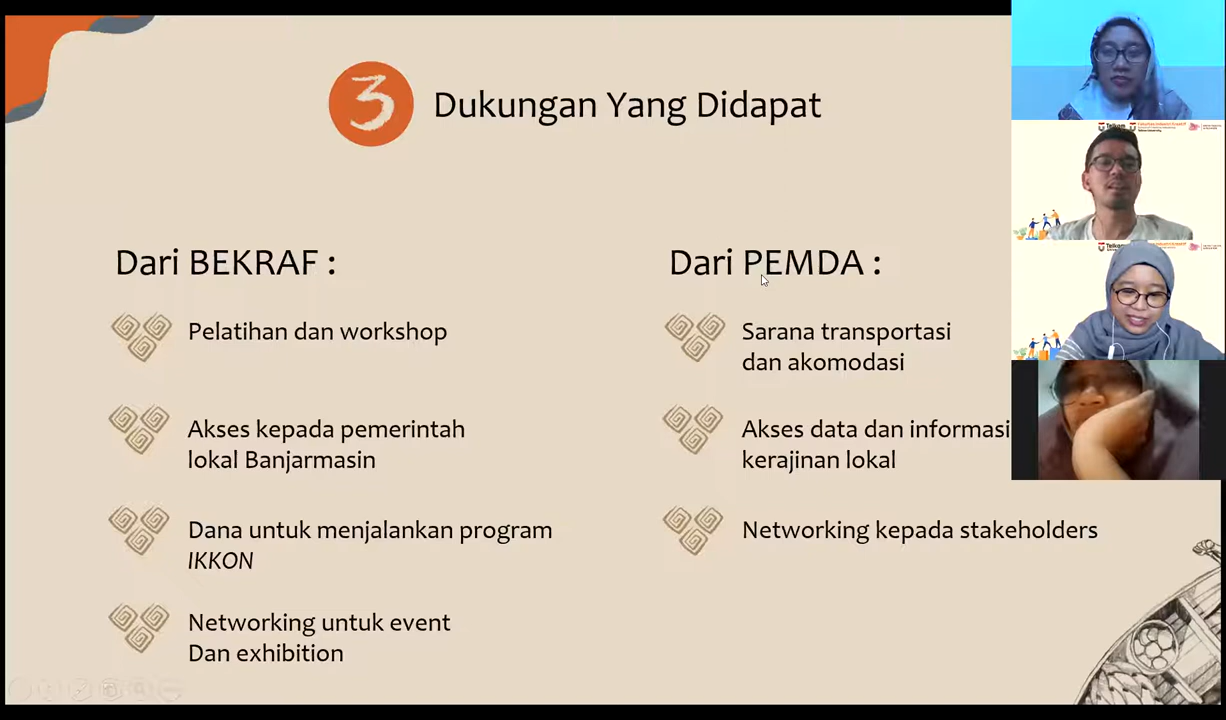 3 Dukungan Yang Didapat
Dari BEKRAF :
Pelatihan dan workshop
Akses kepada pemerintah
lokal Banjarmasin
Dana untuk menjalankan program
IKKON
Networking untuk event
Dan exhibition
Dari PEMDA :
Sarana transportasi
dan akomodasi
Akses data dan informasi
kerajinan lokal
Networking kepada stakeholders
Telkom